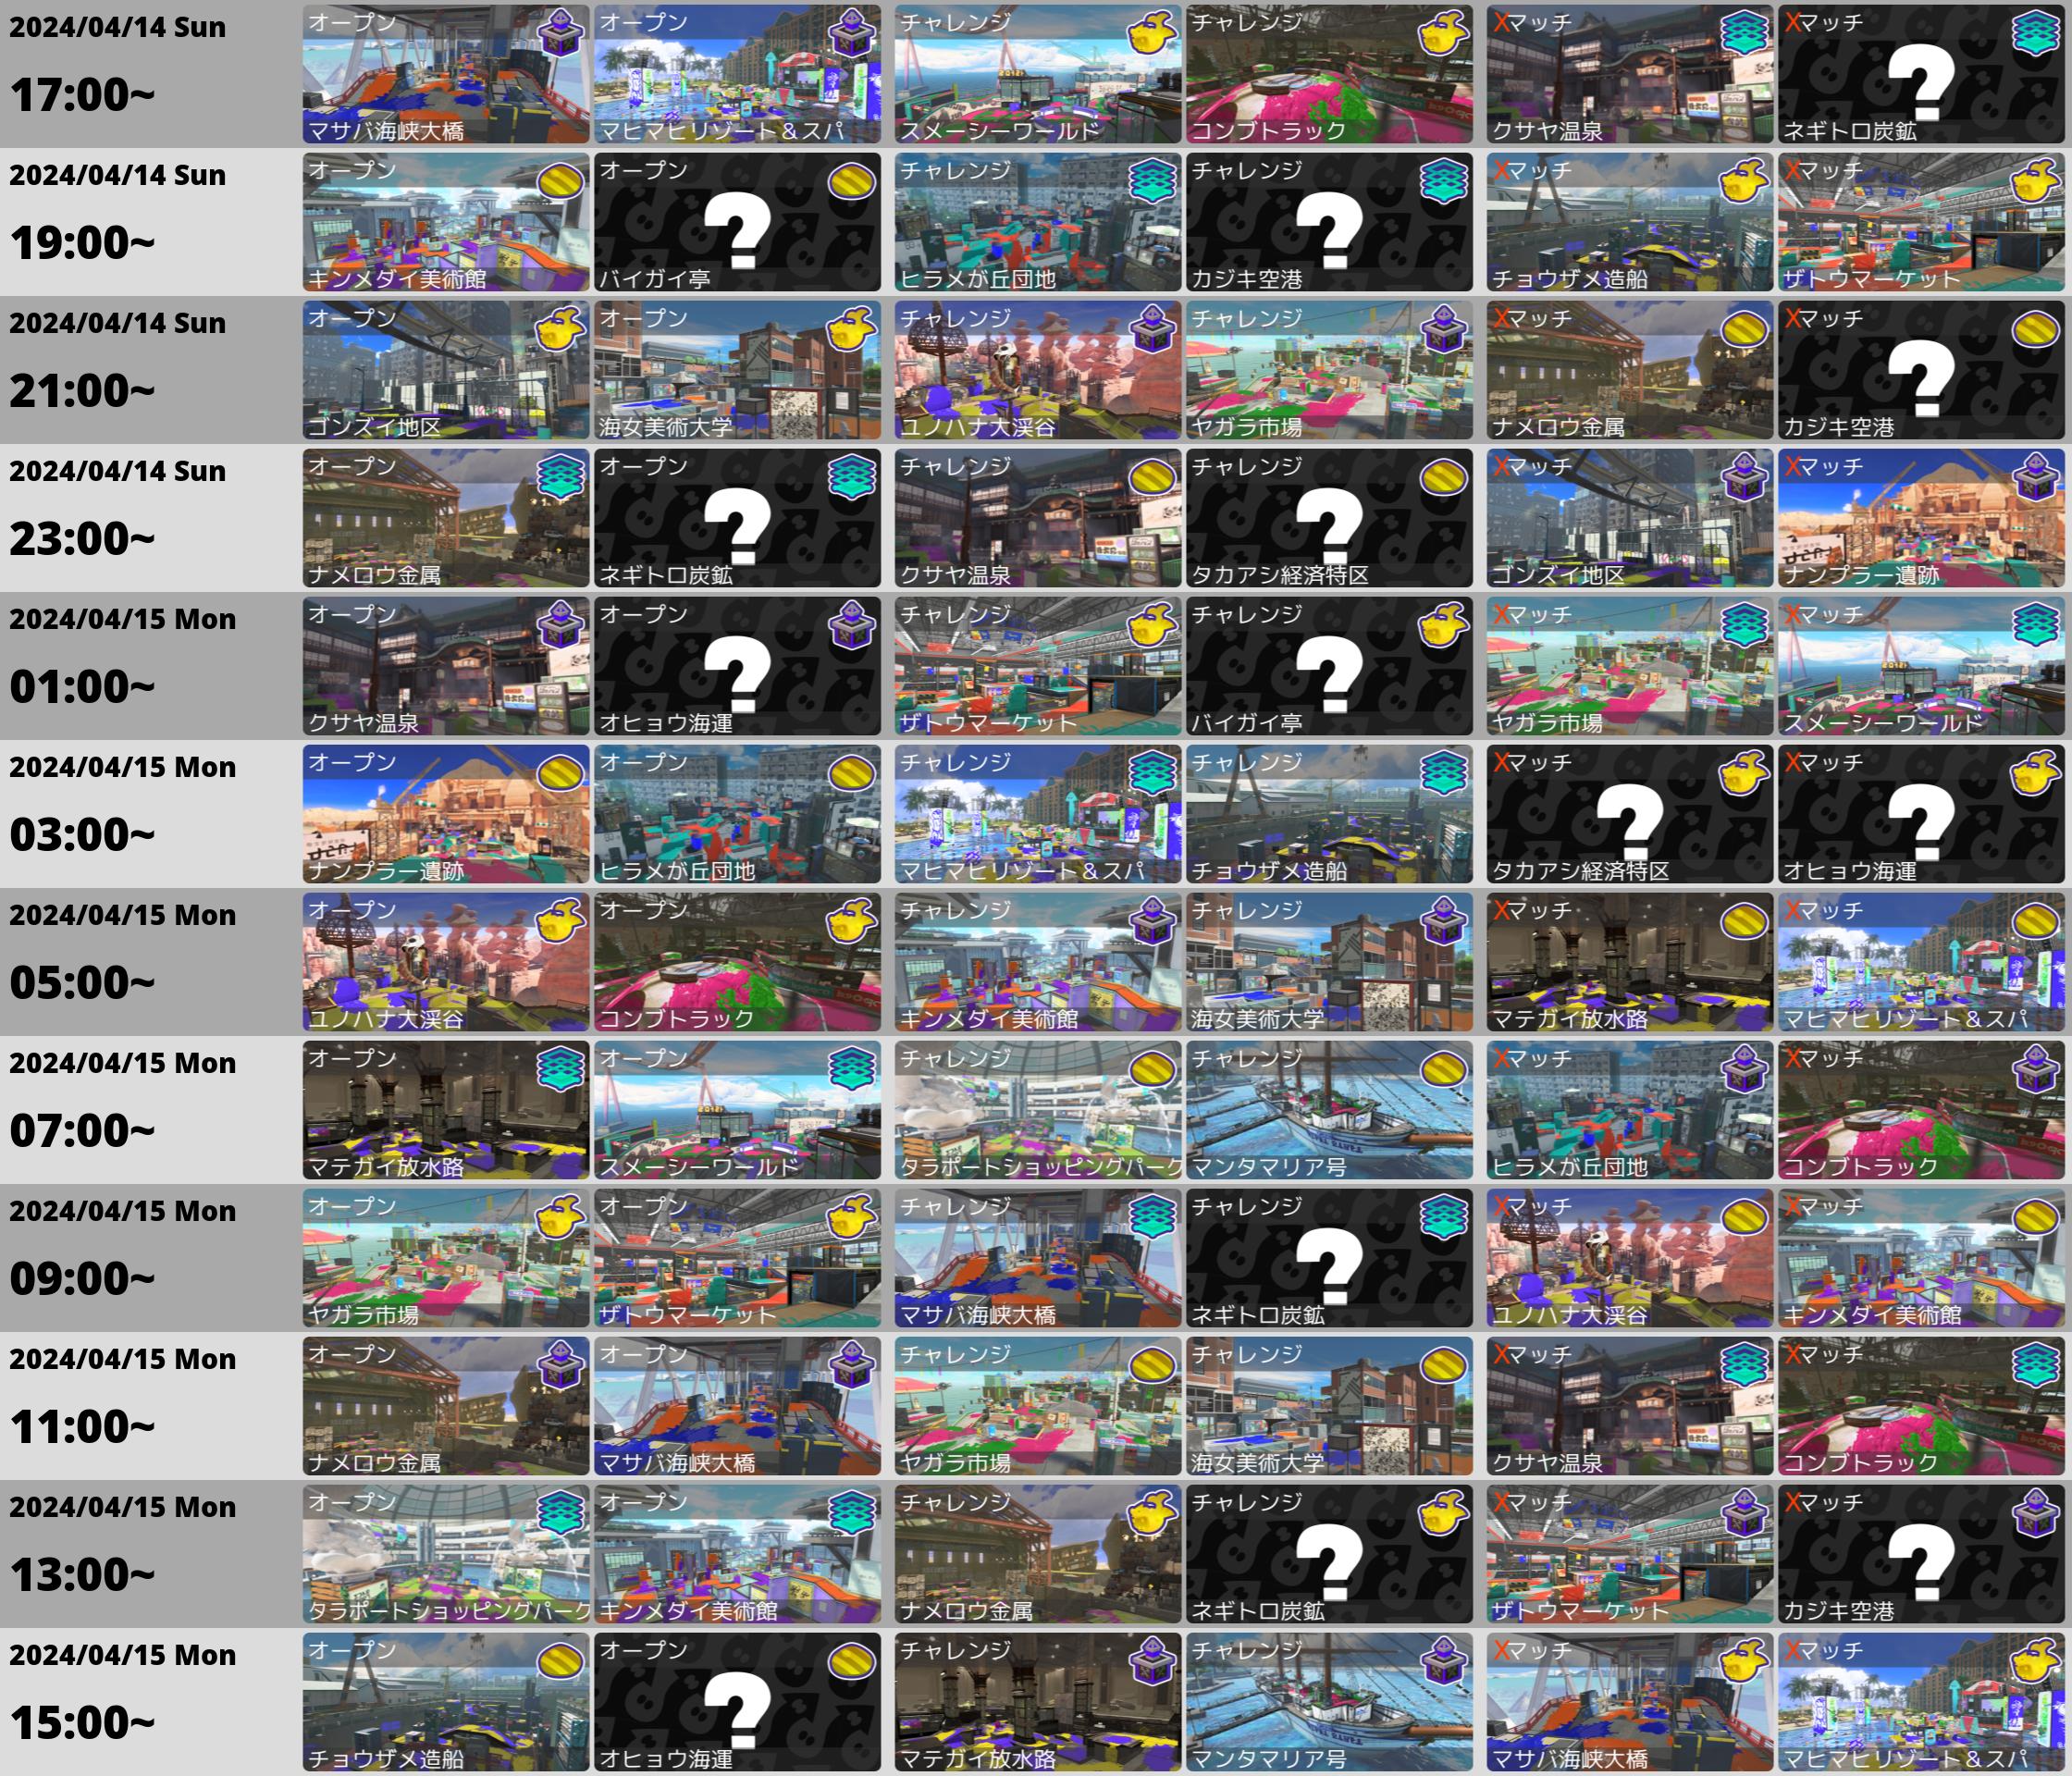 2024/04/14 Sun
17:00~
オープン
マサバ海峡大橋
オープン
マヒマヒリゾート＆スパ
チャレンジ
スメーシーワールド
チャレンジ
コンブトラック
Xマッチ
クサヤ温泉
Xマッチ
ネギトロ炭鉱
2024/04/14 Sun
19:00~
オープン
キンメダイ美術館
オープン
バイガイ亭
チャレンジ
ヒラメが丘団地
チャレンジ
カジキ空港
Xマッチ
チョウザメ造船
Xマッチ
ザトウマーケット
2024/04/14 Sun
21:00~
オープン
ゴンズイ地区
オープン
海女美術大学
チャレンジ
ユノハナ大渓谷
チャレンジ
ヤガラ市場
Xマッチ
ナメロウ金属
Xマッチ
カジキ空港
2024/04/14 Sun
23:00~
オープン
ナメロウ金属
オープン
ネギトロ炭鉱
チャレンジ
クサヤ温泉
チャレンジ
タカアシ経済特区
Xマッチ
ゴンズイ地区
Xマッチ
ナンプラー遺跡
2024/04/15 Mon
01:00~
オープン
クサヤ温泉
オープン
オヒョウ海運
チャレンジ
ザトウマーケット
チャレンジ
バイガイ亭
Xマッチ
ヤガラ市場
Xマッチ
スメーシーワールド
2024/04/15 Mon
03:00~
オープン
ナンプラー遺跡
オープン
ヒラメが丘団地
チャレンジ
マヒマヒリゾート＆スパ
チャレンジ
チョウザメ造船
Xマッチ
タカアシ経済特区
Xマッチ
オヒョウ海運
2024/04/15 Mon
05:00~
オープン
ユノハナ大渓谷
オープン
コンブトラック
チャレンジ
キンメダイ美術館
チャレンジ
海女美術大学
Xマッチ
マテガイ放水路
Xマッチ
マヒマヒリゾート＆スパ
2024/04/15 Mon
07:00~
オープン
マテガイ放水路
オープン
スメーシーワールド
チャレンジ
タラポートショッピングパーク
チャレンジ
マンタマリア号
Xマッチ
ヒラメが丘団地
Xマッチ
コンブトラック
2024/04/15 Mon
09:00~
オープン
ヤガラ市場
オープン
ザトウマーケット
チャレンジ
マサバ海峡大橋
チャレンジ
ネギトロ炭鉱
Xマッチ
ユノハナ大渓谷
Xマッチ
キンメダイ美術館
2024/04/15 Mon
11:00~
オープン
ナメロウ金属
オープン
マサバ海峡大橋
チャレンジ
ヤガラ市場
チャレンジ
海女美術大学
Xマッチ
クサヤ温泉
Xマッチ
コンブトラック
2024/04/15 Mon
13:00~
オープン
タラポートショッピングパーク
オープン
キンメダイ美術館
チャレンジ
ナメロウ金属
チャレンジ
ネギトロ炭鉱
Xマッチ
ザトウマーケット
Xマッチ
カジキ空港
2024/04/15 Mon
15:00~
オープン
チョウザメ造船
オープン
オヒョウ海運
チャレンジ
マテガイ放水路
チャレンジ
マンタマリア号
Xマッチ
マサバ海峡大橋
Xマッチ
マヒマヒリゾート＆スパ